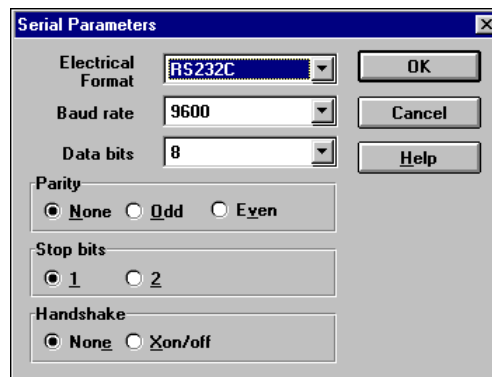 Serial Parameters
Electrical Format RS232C OK
Baud rate 9600 Cancel
Data bits 8 Help
Parity
None Odd Even
Stop bits
1 2
Handshake
None Xon/off